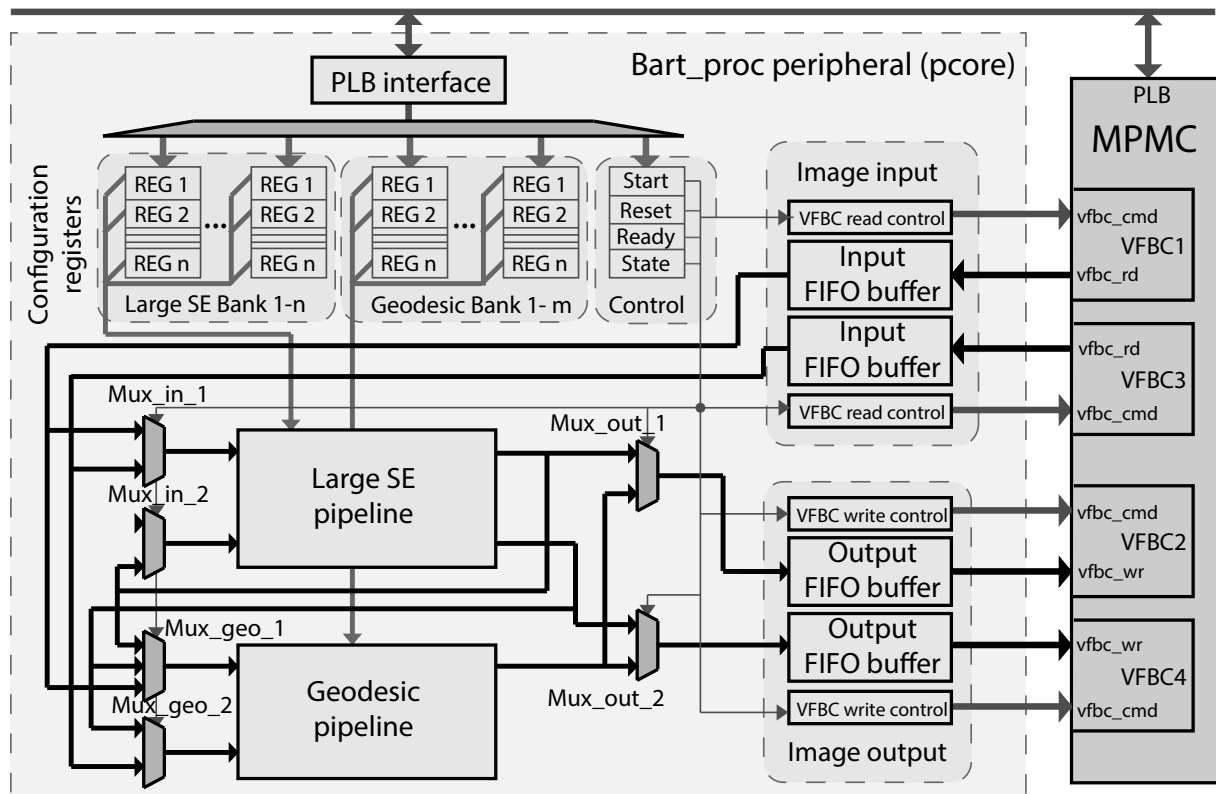 Bart_proc peripheral (pcore)
PLB interface
PLB
MPMC
Configuration
registers
REG 1
REG 2
REG n
...
REG 1
REG 2
REG n
Large SE Bank 1-n
REG 1
REG 2
REG n
...
REG 1
REG 2
REG n
Geodesic Bank 1- m
Start
Reset
Ready
State
Control
Image input
VFBC read control
Input
FIFO buffer
Input
FIFO buffer
VFBC read control
vfbc_cmd
VFBC1
vfbc_rd
vfbc_rd
VFBC3
vfbc_cmd
Mux_in_1
Mux_in_2
Large SE
pipeline
Mux_out_1
Mux_geo_1
Mux_geo_2
Geodesic
pipeline
Mux_out_2
VFBC write control
Output
FIFO buffer
Output
FIFO buffer
VFBC write control
Image output
vfbc_cmd
VFBC2
vfbc_wr
vfbc_wr
VFBC4
vfbc_cmd